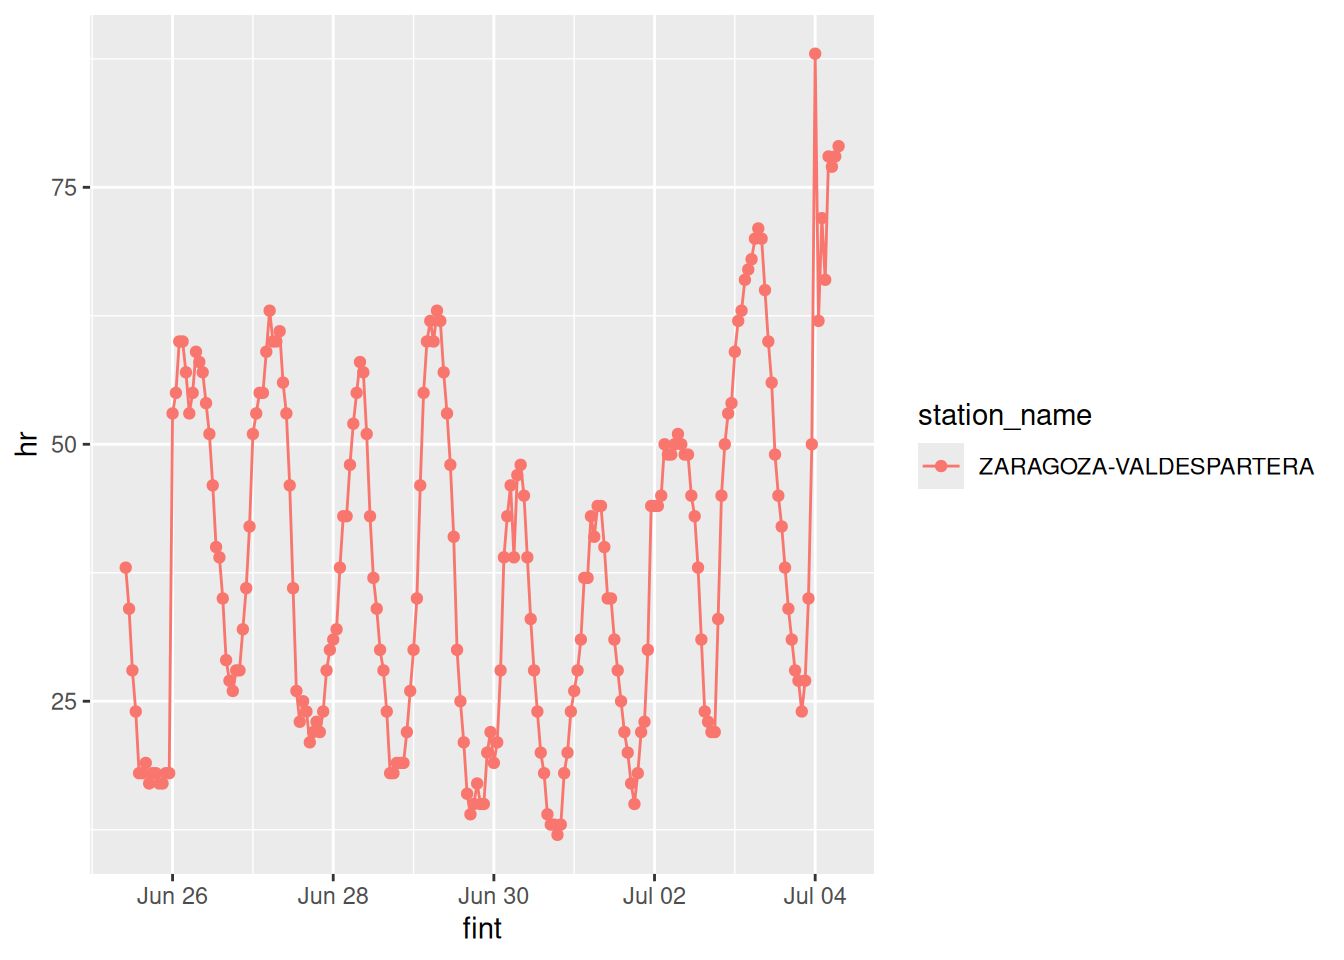 75
50
25
hr
Jun 26
Jun 28
Jun 30
Jul 02
Jul 04
fint
station_name
ZARAGOZA-VALDESPARTERA